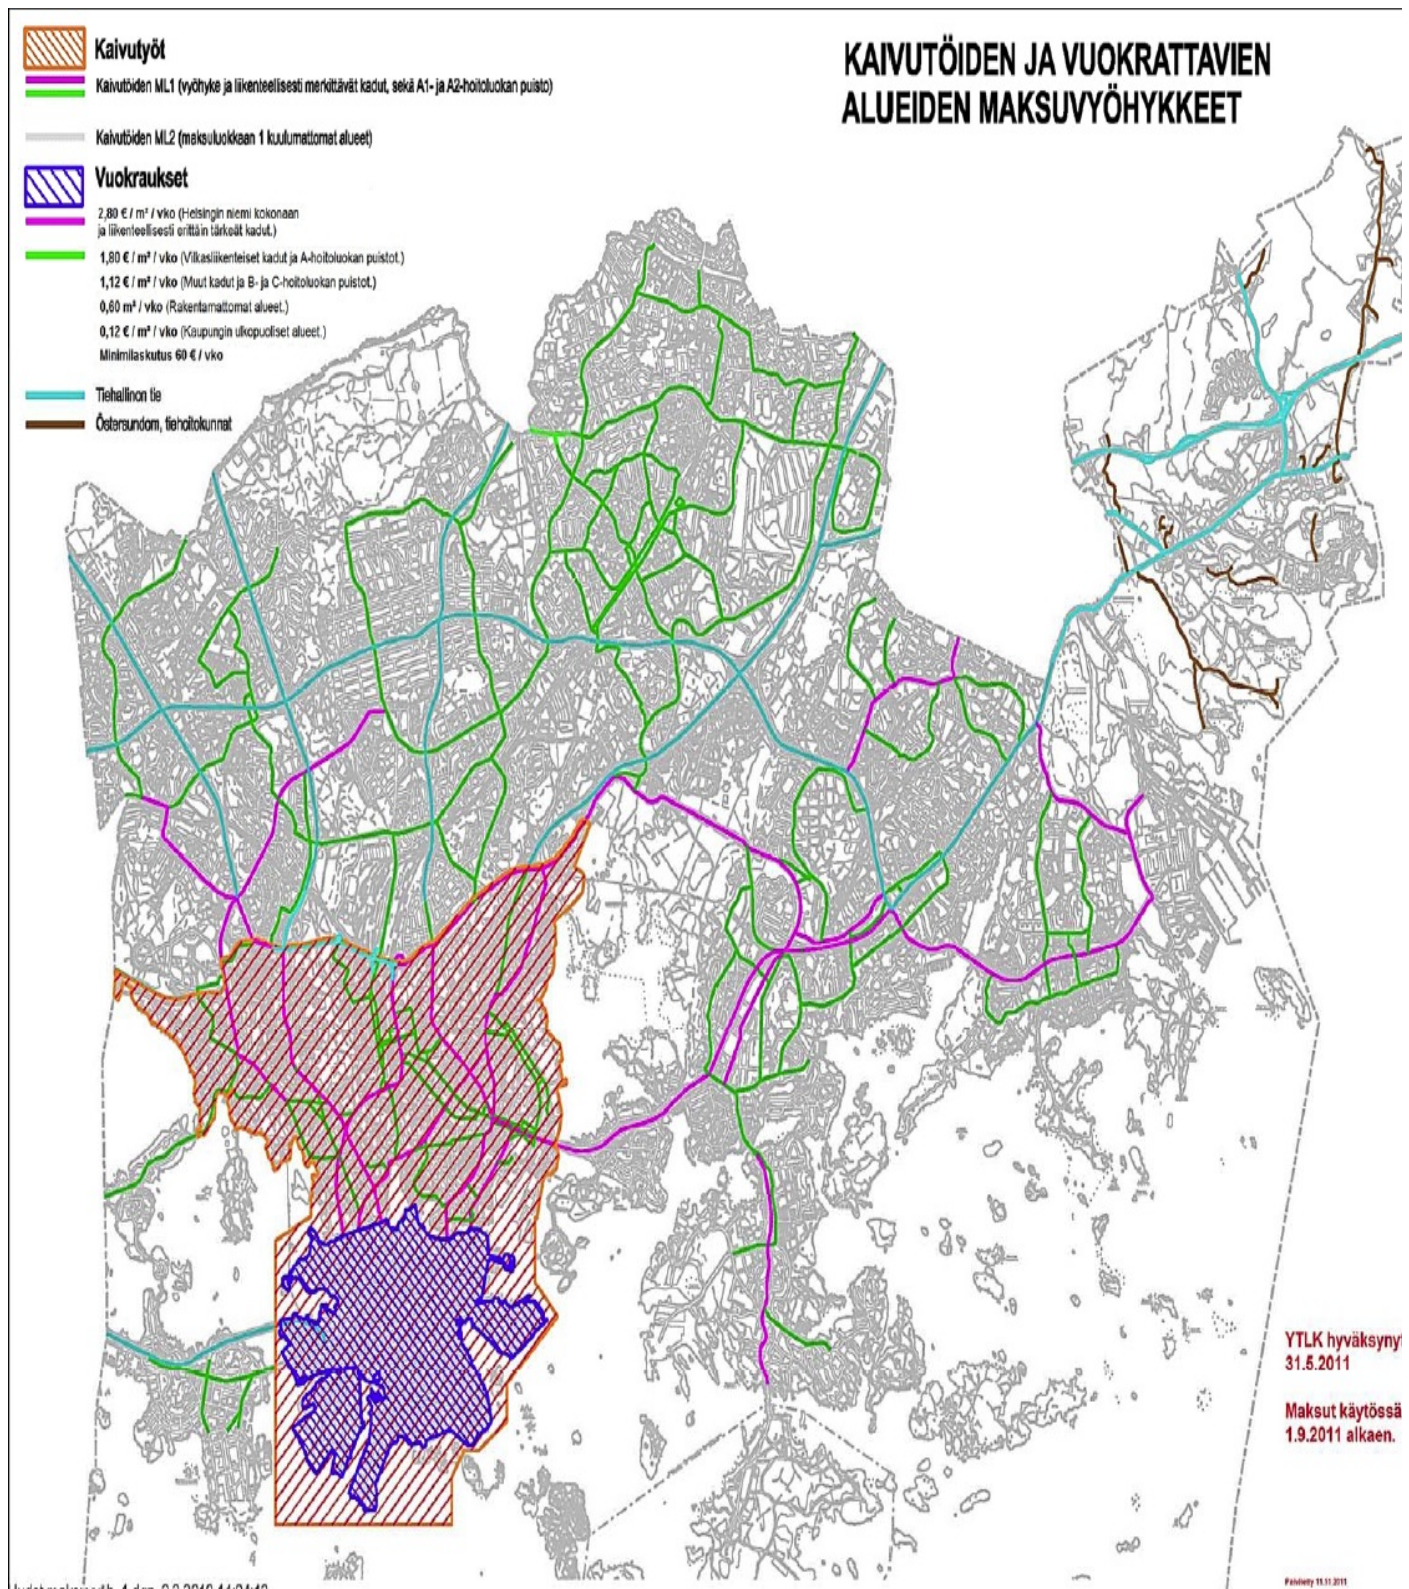 KAIVUTÖIDEN JA VUOKRATTAVIEN
ALUEIDEN MAKSUVYÖHYKKEET
Kaivutyöt
Kaivutöiden ML1 (vyöhyke ja liikenteellisesti merkittävät kadut, sekä A1- ja A2-hoitoluokan puisto)
Kaivutöiden ML2 (maksuluokkaan 1 kuulumattomat alueet)
Vuokraukset
2,80 € / m² / vko (Helsingin niemi kokonaan
ja liikenteellisesti erittäin tärkeät kadut.)
1,80 € / m² / vko (Vilkasliikenteiset kadut ja A-hoitoluokan puistot.)
1,12 € / m² / vko (Muut kadut ja B- ja C-hoitoluokan puistot.)
0,60 m² / vko (Rakentamattomat alueet.)
0,12 € / m² / vko (Kaupungin ulkopuoliset alueet.)
Minimilaskutus 60 € / vko
Tiehallinon tie
Östersundom, tiehoitokunnat
YTLK hyväksynyt
31.5.2011
Maksut käytössä
1.9.2011 alkaen.
Päivitetty 11.11.2011